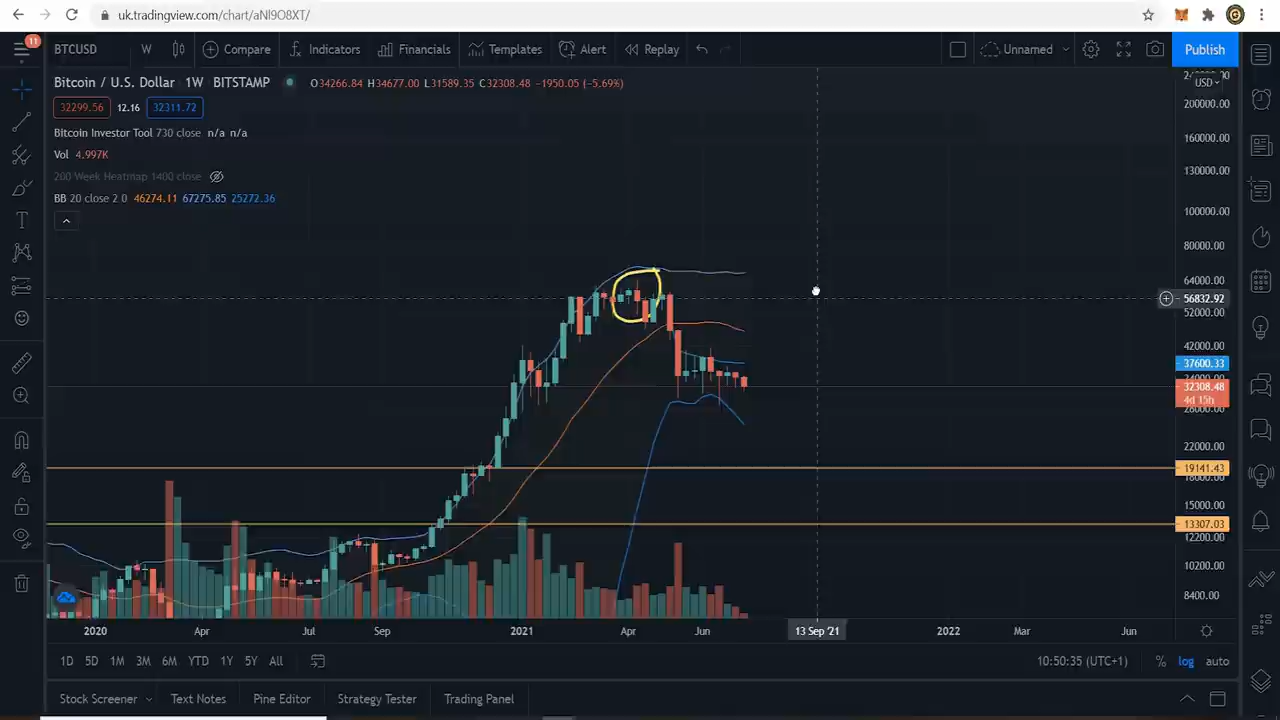 uk.tradingview.com/chart/aNl9O8XT/
11
BTCUSD W Compare Indicators Financials Templates Alert Replay Unnamed Publish
Bitcoin / U.S. Dollar 1W BITSTAMP O34266.84 H34677.00 L31589.35 C32308.48 -1950.05 (-5.69%)
USD
32299.56 12.16 32311.72
200000.00
Bitcoin Investor Tool 730 close n/a n/a
160000.00
Vol 4.997K
130000.00
200 Week Heatmap 1400 close
BB 20 close 2 0 46274.11 67275.85 25272.36
100000.00
80000.00
64000.00
56832.92
52000.00
42000.00
37600.33
32308.48
4d 15h
26000.00
22000.00
19141.43
18000.00
15000.00
13307.03
12200.00
10200.00
8400.00
2020 Apr Jul Sep 2021 Apr Jun 13 Sep '21 2022 Mar Jun
1D 5D 1M 3M 6M YTD 1Y 5Y All 10:50:35 (UTC+1) % log auto
Stock Screener Text Notes Pine Editor Strategy Tester Trading Panel